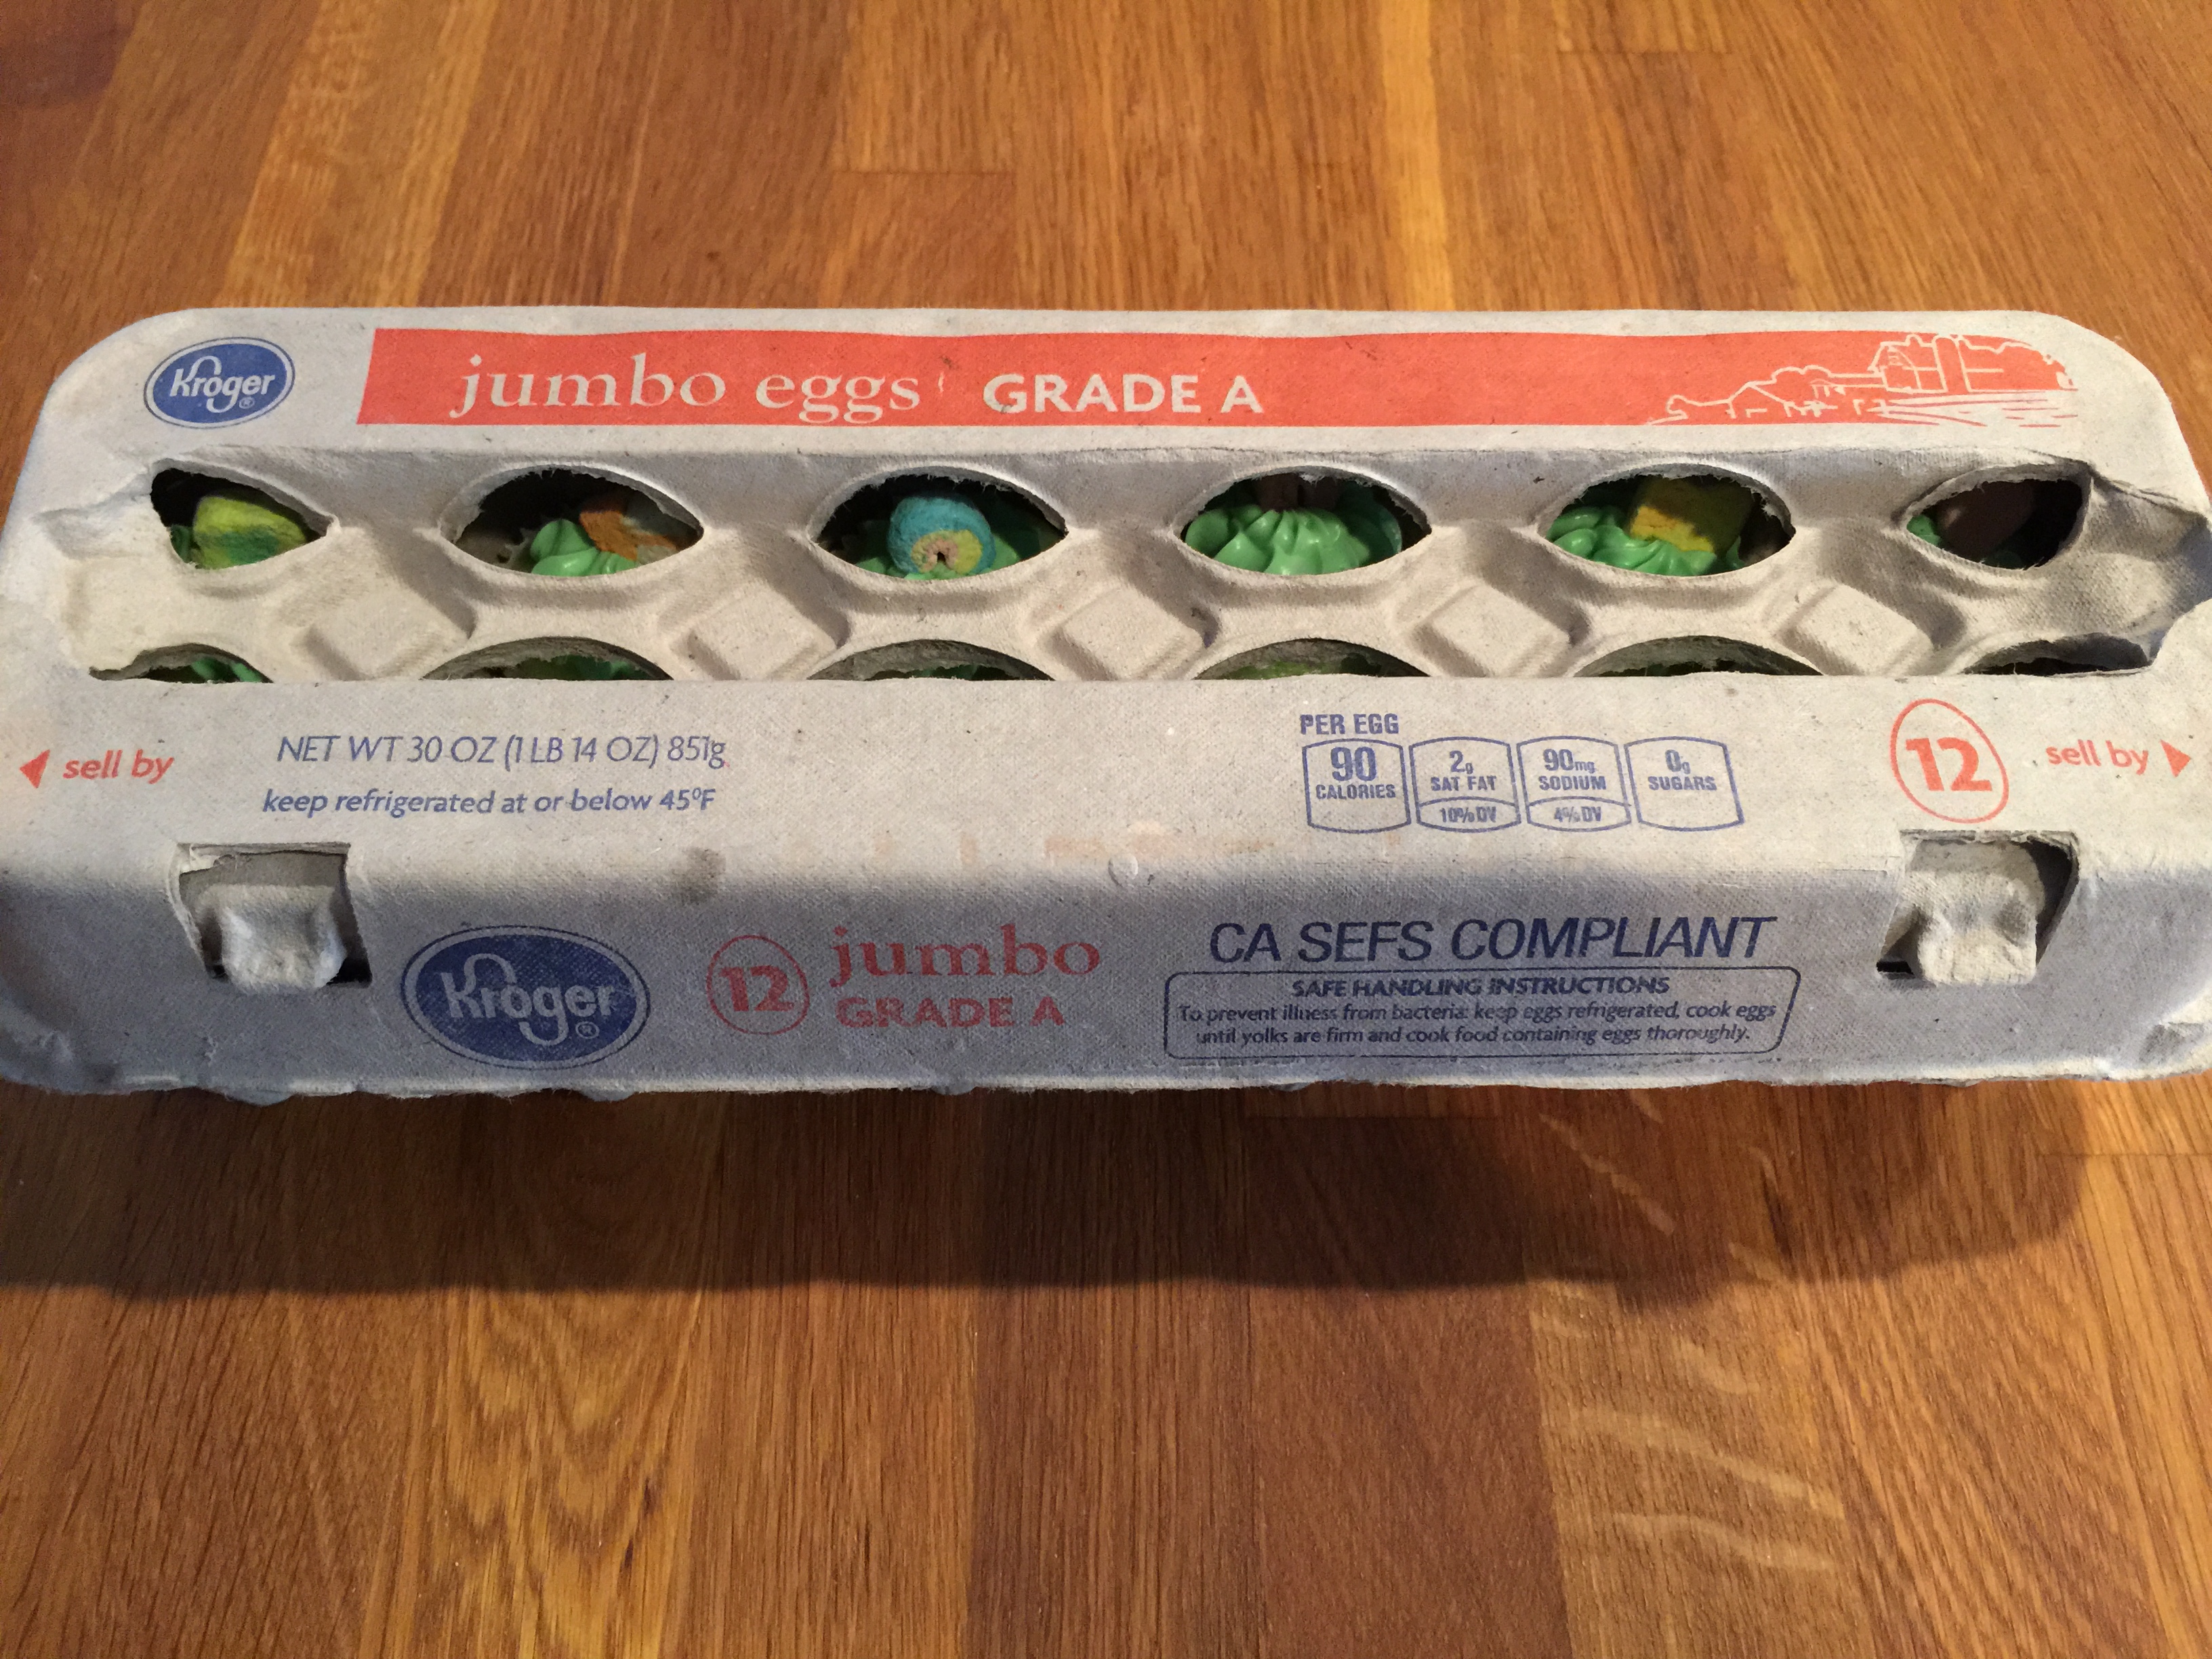 Kröger®
jumbo eggs GRADE A
sell by
NET WT 30 OZ (1 LB 14 OZ) 851g
keep refrigerated at or below 45°F
PER EGG
90
CALORIES
2g
SAT FAT
10% DV
90mg
SODIUM
4% DV
0g
SUGARS
12
sell by
Kroger®
12
jumbo
GRADE A
CA SEFS COMPLIANT
SAFE HANDLING INSTRUCTIONS
To prevent illness from bacteria: keep eggs refrigerated, cook eggs
until yolks are firm and cook food containing eggs thoroughly.